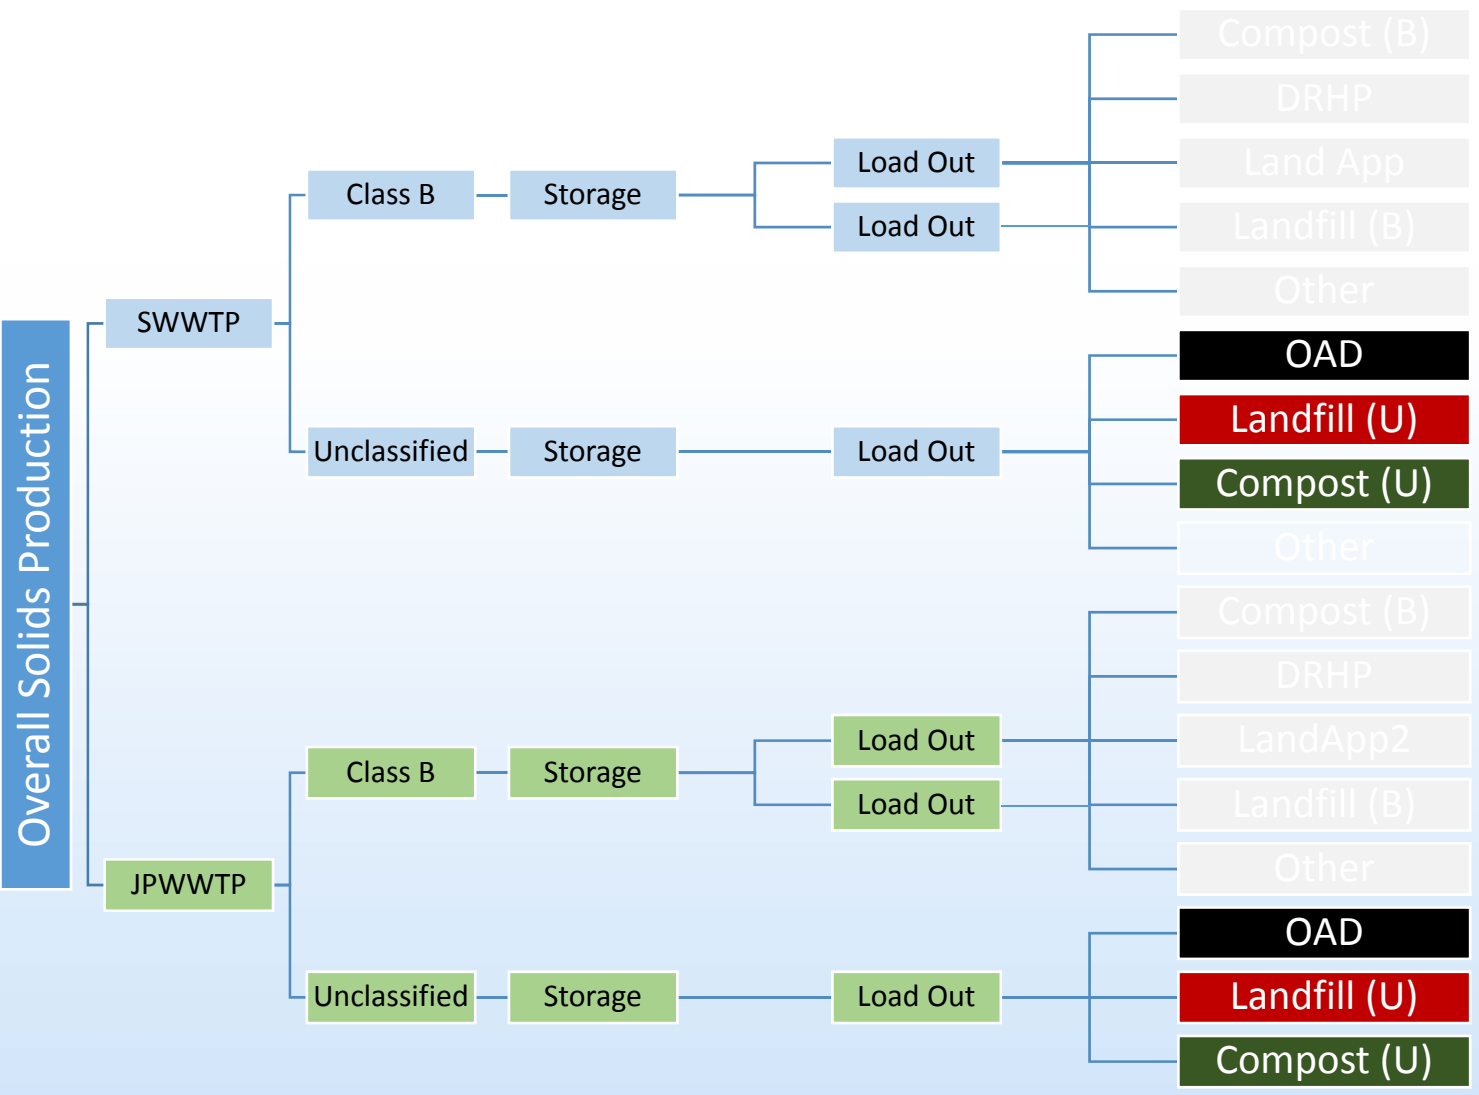 Overall Solids Production
SWWTP
Class B
Storage
Load Out
Load Out
Compost (B)
DRHP
Land App
Landfill (B)
Other
Unclassified
Storage
Load Out
OAD
Landfill (U)
Compost (U)
Other
JPWWTP
Class B
Storage
Load Out
Load Out
Compost (B)
DRHP
LandApp2
Landfill (B)
Other
Unclassified
Storage
Load Out
OAD
Landfill (U)
Compost (U)